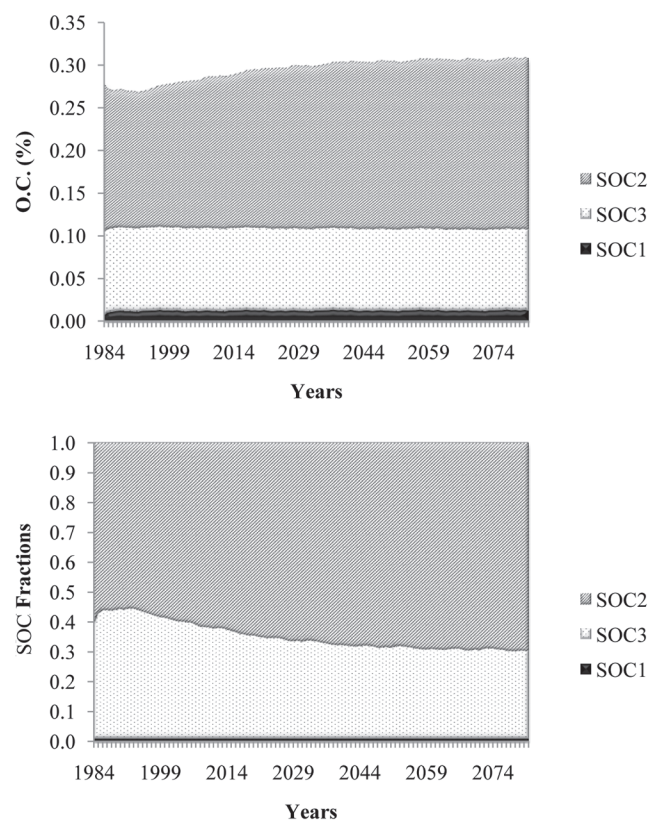 0.35
0.30
0.25
0.20
0.15
0.10
0.05
0.00
O.C. (%)
1984 1999 2014 2029 2044 2059 2074
Years
SOC2
SOC3
SOC1
1.0
0.9
0.8
0.7
0.6
0.5
0.4
0.3
0.2
0.1
0.0
SOC Fractions
1984 1999 2014 2029 2044 2059 2074
Years
SOC2
SOC3
SOC1